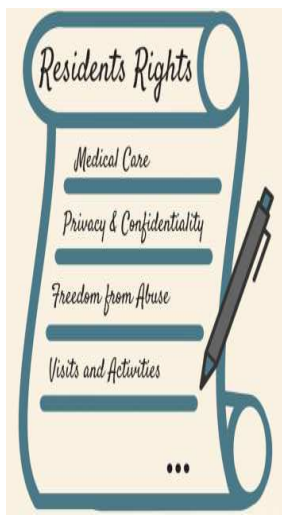 Residents Rights
Medical Care
Privacy & Confidentiality
Freedom from Abuse
Visits and Activities
...